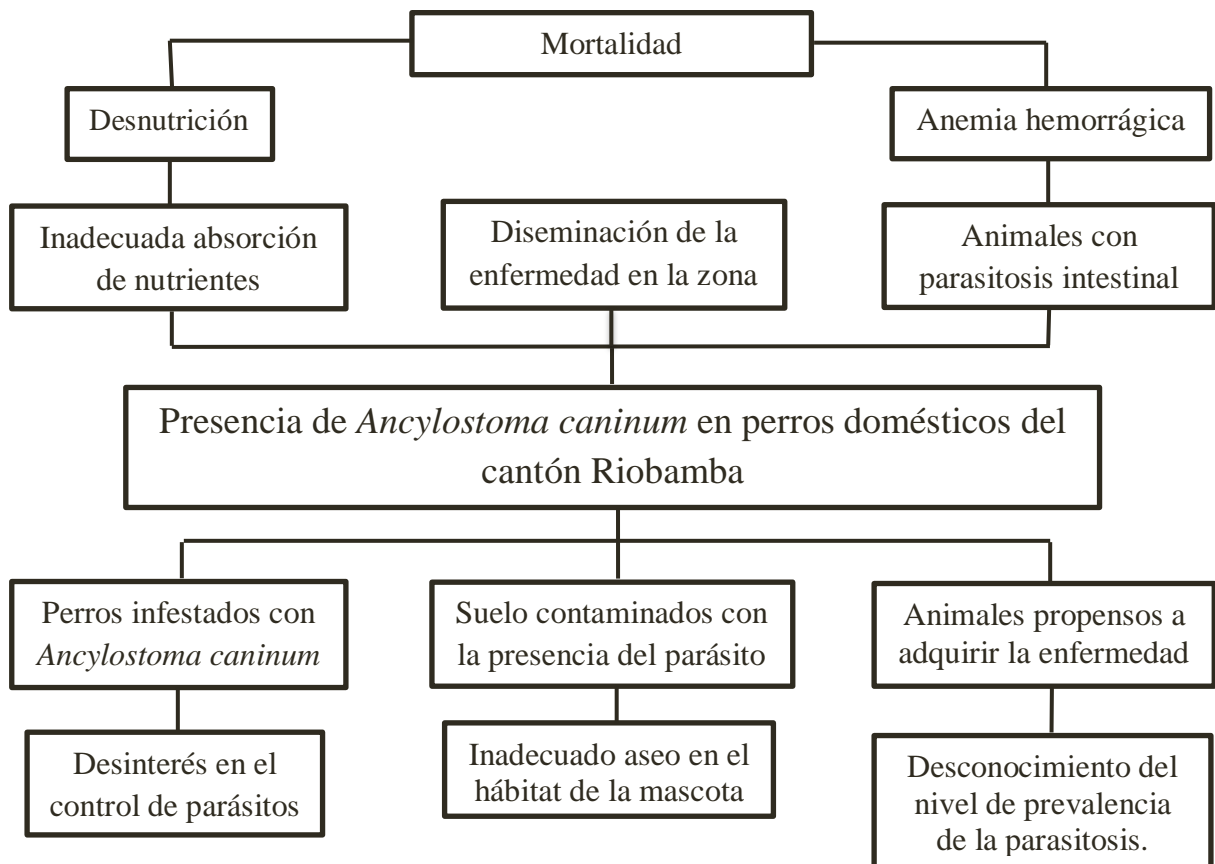 Mortalidad
Desnutrición
Anemia hemorrágica
Inadecuada absorción
de nutrientes
Diseminación de la
enfermedad en la zona
Animales con
parasitosis intestinal
Presencia de Ancylostoma caninum en perros domésticos del
cantón Riobamba
Perros infestados con
Ancylostoma caninum
Suelo contaminados con
la presencia del parásito
Animales propensos a
adquirir la enfermedad
Desinterés en el
control de parásitos
Inadecuado aseo en el
hábitat de la mascota
Desconocimiento del
nivel de prevalencia
de la parasitosis.